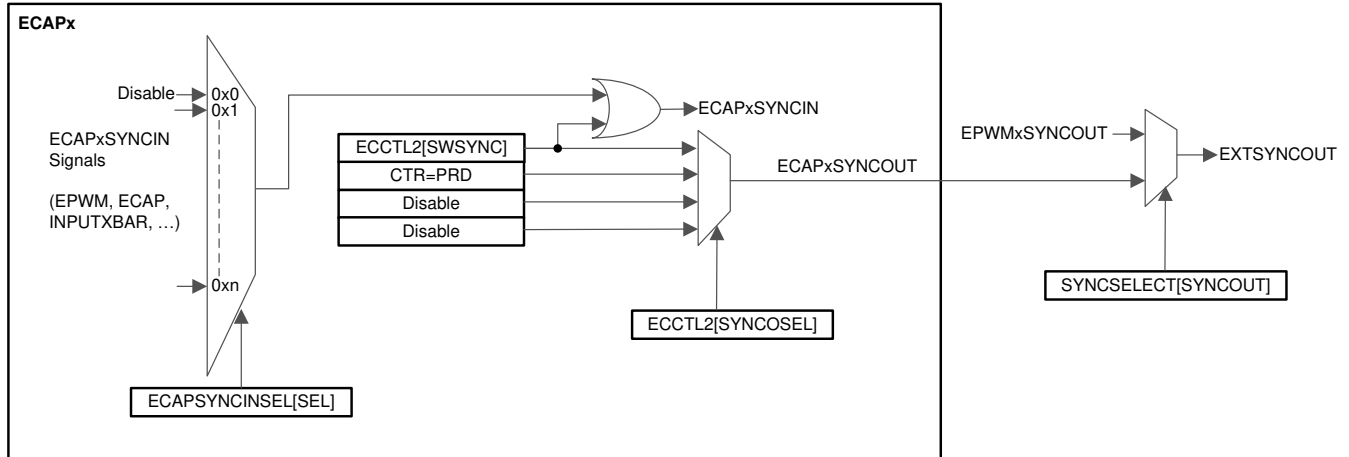 ECAPx
Disable
0x0
0x1
ECAPxSYNCIN
Signals
(EPWM, ECAP,
INPUTXBAR, …)
0xn
ECAPSYNCINSEL[SEL]
ECAPxSYNCIN
ECCTL2[SWSYNC]
CTR=PRD
Disable
Disable
ECAPxSYNCOUT
ECCTL2[SYNCOSEL]
EPWMxSYNCOUT
EXTSYNCOUT
SYNCSELECT[SYNCOUT]